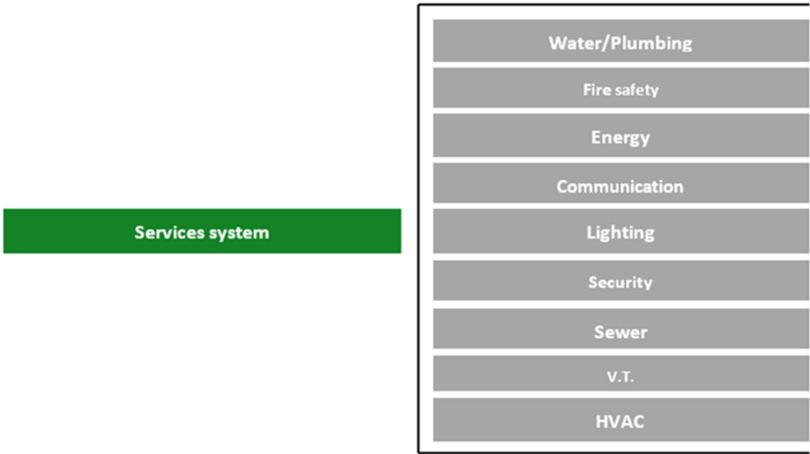 Water/Plumbing
Fire safety
Energy
Communication
Services system
Lighting
Security
Sewer
V.T.
HVAC